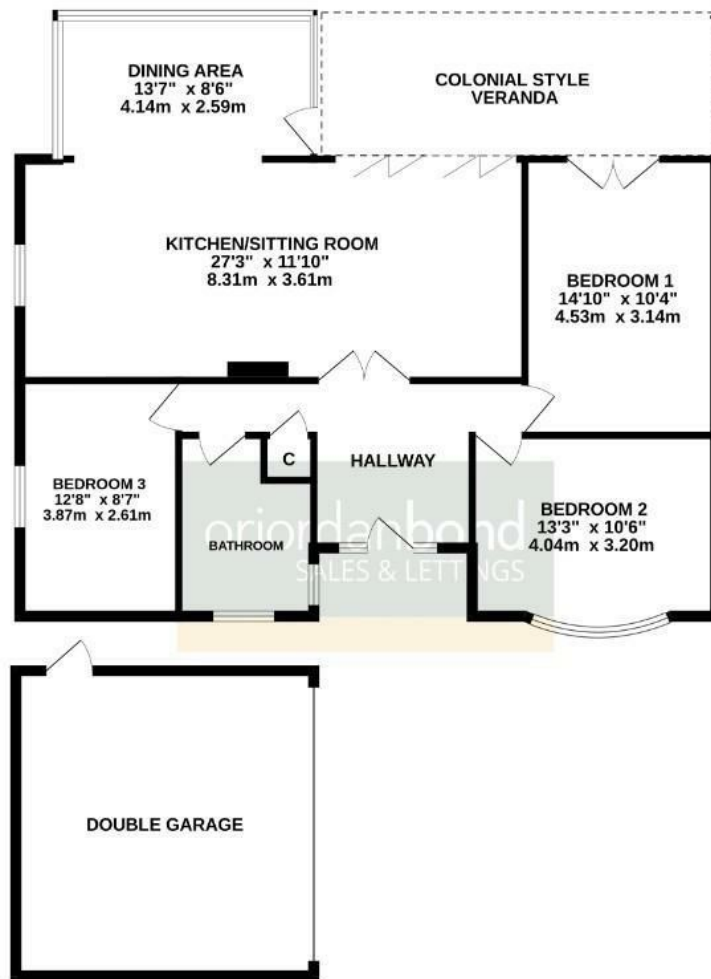 DINING AREA
13'7" x 8'6"
4.14m x 2.59m
COLONIAL STYLE
VERANDA
KITCHEN/SITTING ROOM
27'3" x 11'10"
8.31m x 3.61m
BEDROOM 1
14'10" x 10'4"
4.53m x 3.14m
C
HALLWAY
BEDROOM 3
12'8" x 8'7"
3.87m x 2.61m
BATHROOM
BEDROOM 2
13'3" x 10'6"
4.04m x 3.20m
oriordanbond
SALES & LETTINGS
DOUBLE GARAGE